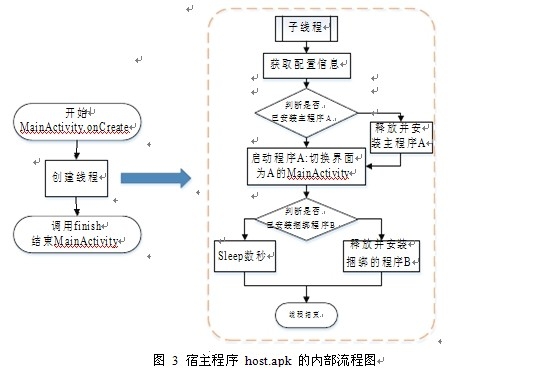 开始
MainActivity.onCreate
创建线程
调用finish
结束MainActivity
子线程
获取配置信息
判断是否
已安装主程序A
释放并安
装主程序A
启动程序A:切换界面
为A的MainActivity
判断是否
已安装捆绑程序B
Sleep数秒
释放并安装
捆绑的程序B
线程结束
图 3 宿主程序 host.apk 的内部流程图